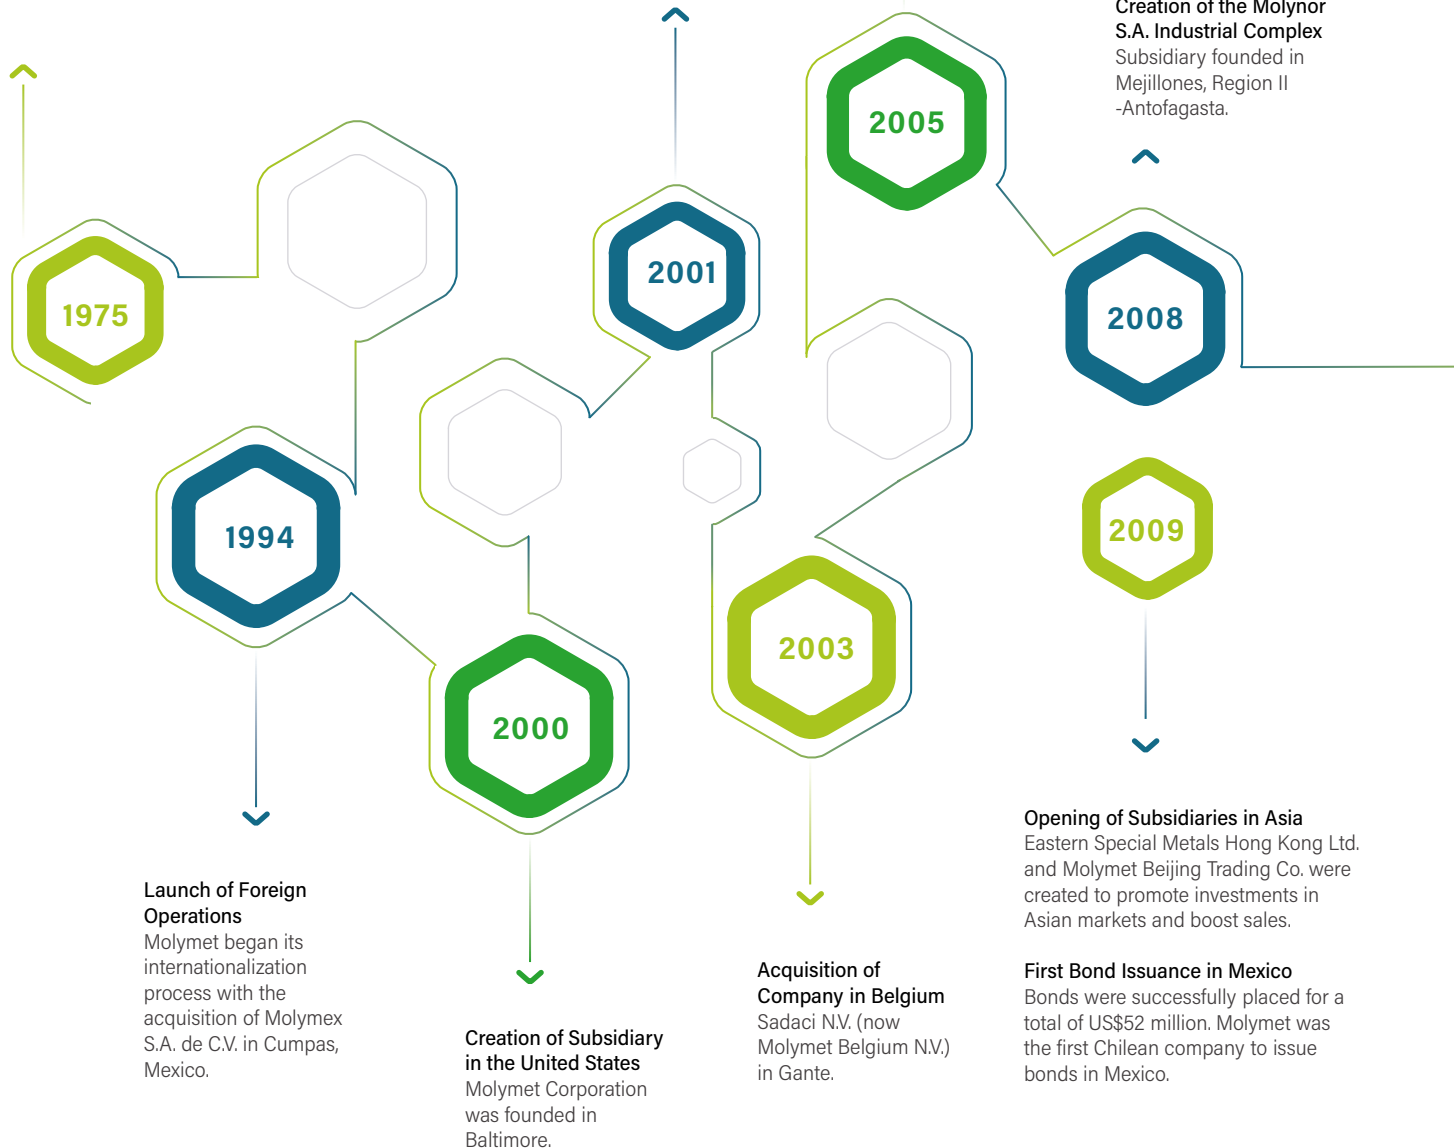 Creation of the Molynor
S.A. Industrial Complex
Subsidiary founded in
Mejillones, Region II
-Antofagasta.
1975
2001
2005
2008
1994
2000
2003
2009
Launch of Foreign
Operations
Molymet began its
internationalization
process with the
acquisition of Molymex
S.A. de C.V. in Cumpas,
Mexico.
Creation of Subsidiary
in the United States
Molymet Corporation
was founded in
Baltimore.
Acquisition of
Company in Belgium
Sadaci N.V. (now
Molymet Belgium N.V.)
in Gante.
Opening of Subsidiaries in Asia
Eastern Special Metals Hong Kong Ltd.
and Molymet Beijing Trading Co. were
created to promote investments in
Asian markets and boost sales.
First Bond Issuance in Mexico
Bonds were successfully placed for a
total of US$52 million. Molymet was
the first Chilean company to issue
bonds in Mexico.